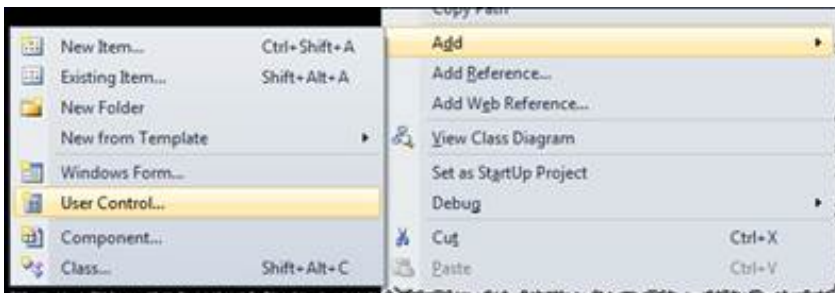 New Item... Ctrl+Shift+A
Existing Item... Shift+Alt+A
New Folder
New from Template
Windows Form...
User Control...
Component...
Class... Shift+Alt+C
Copy Path
Add
Add Reference...
Add Web Reference...
View Class Diagram
Set as StartUp Project
Debug
Cut Ctrl+X
Paste Ctrl+V